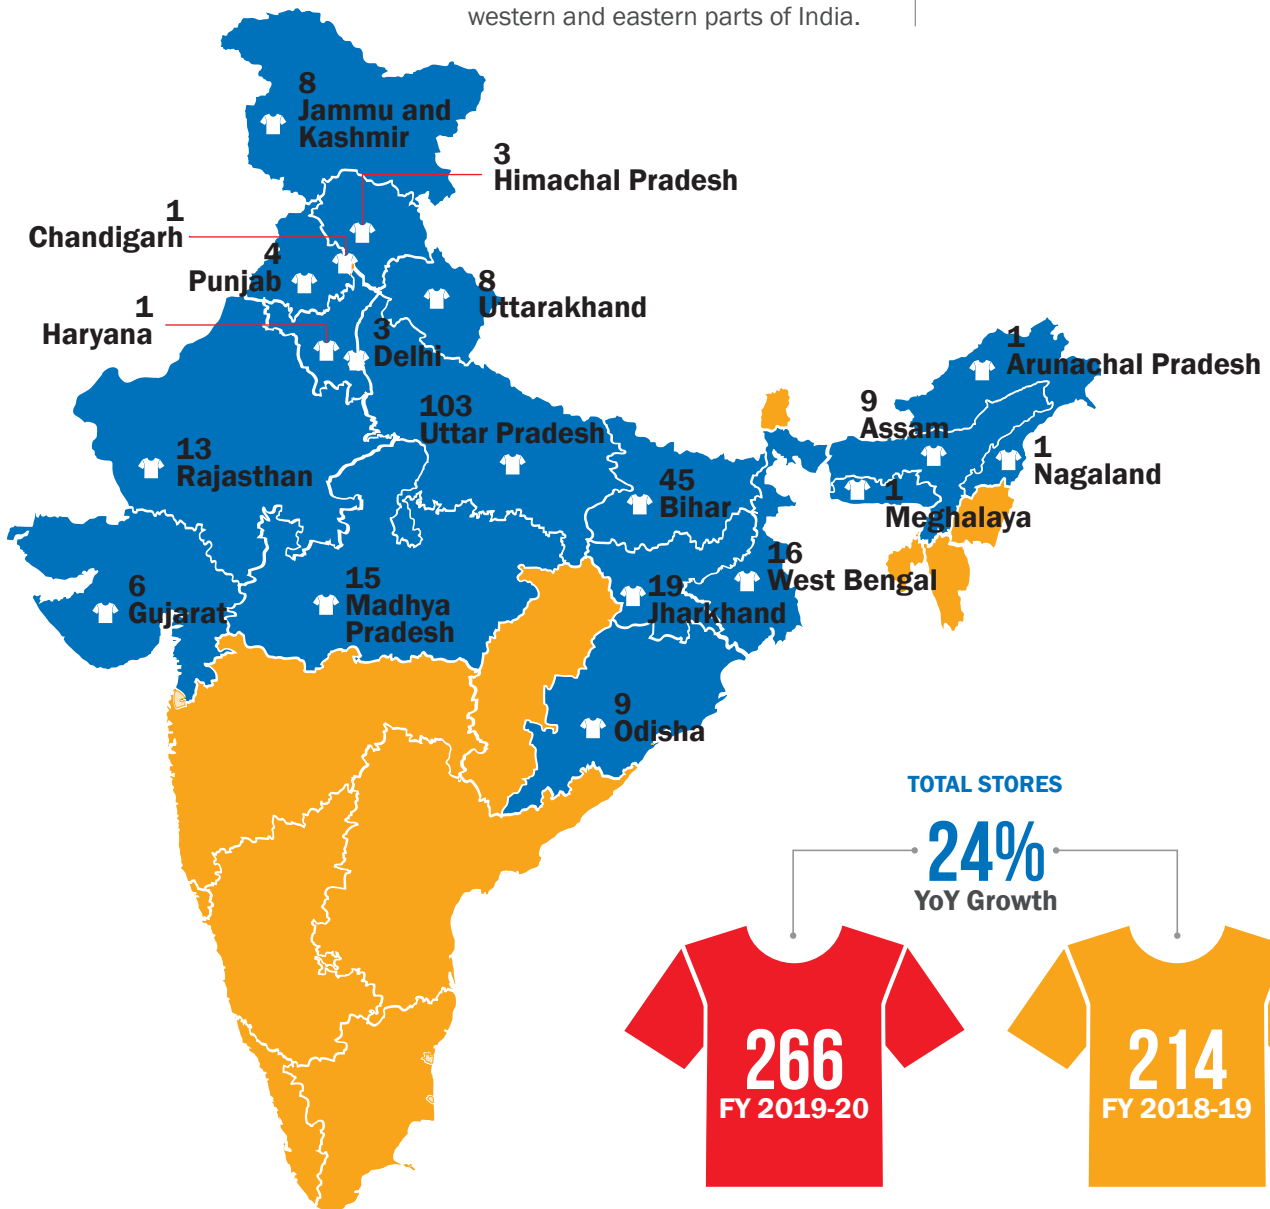 western and eastern parts of India.
8
Jammu and
Kashmir
3
Himachal Pradesh
1
Chandigarh
4
Punjab
8
Uttarakhand
1
Haryana
3
Delhi
1
Arunachal Pradesh
103
Uttar Pradesh
9
Assam
13
Rajasthan
1
Nagaland
45
Bihar
1
Meghalaya
16
West Bengal
6
Gujarat
15
Madhya
Pradesh
19
Jharkhand
9
Odisha
TOTAL STORES
24%
YoY Growth
266
FY 2019-20
214
FY 2018-19